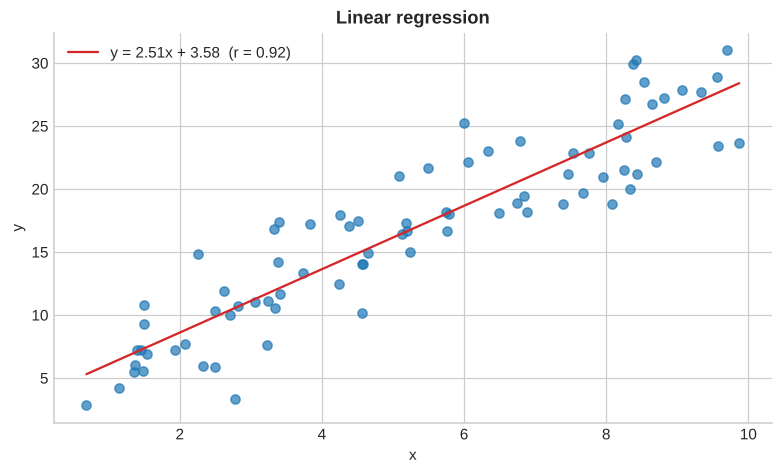 Linear regression
y = 2.51x + 3.58 (r = 0.92)
30
25
20
15
10
5
y
2
4
6
8
10
x